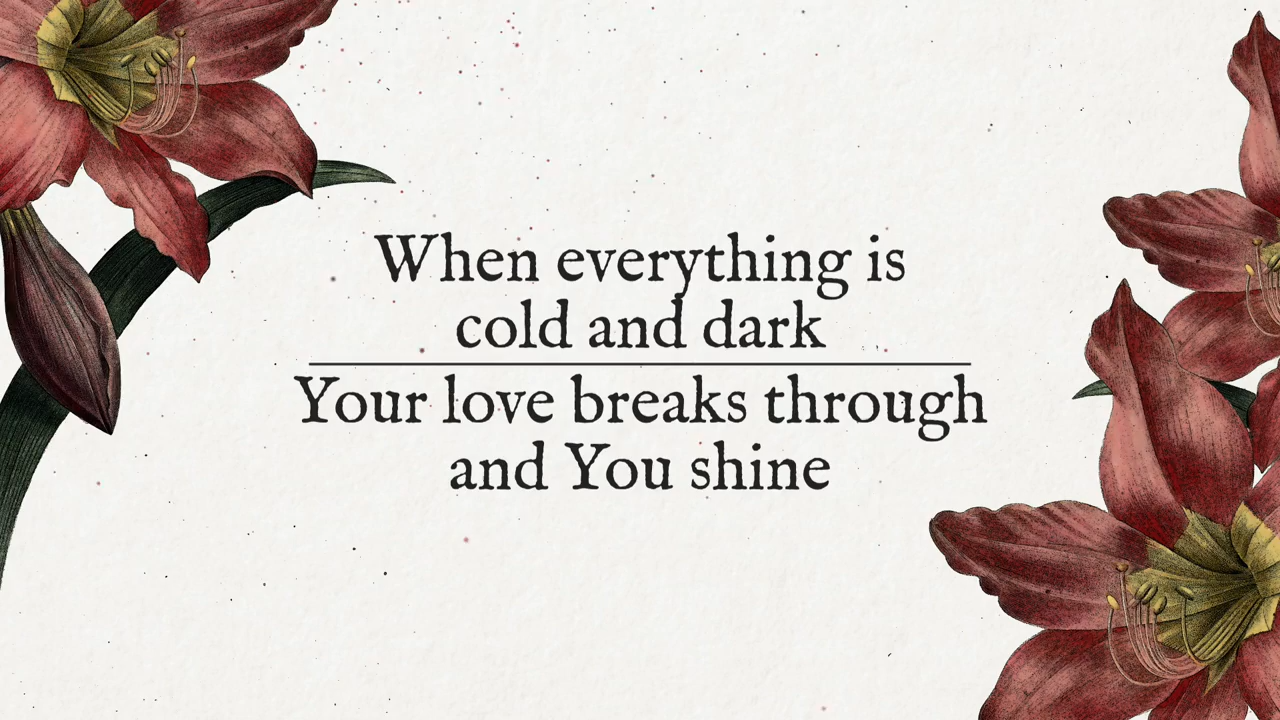 When everything is
cold and dark
Your love breaks through
and You shine